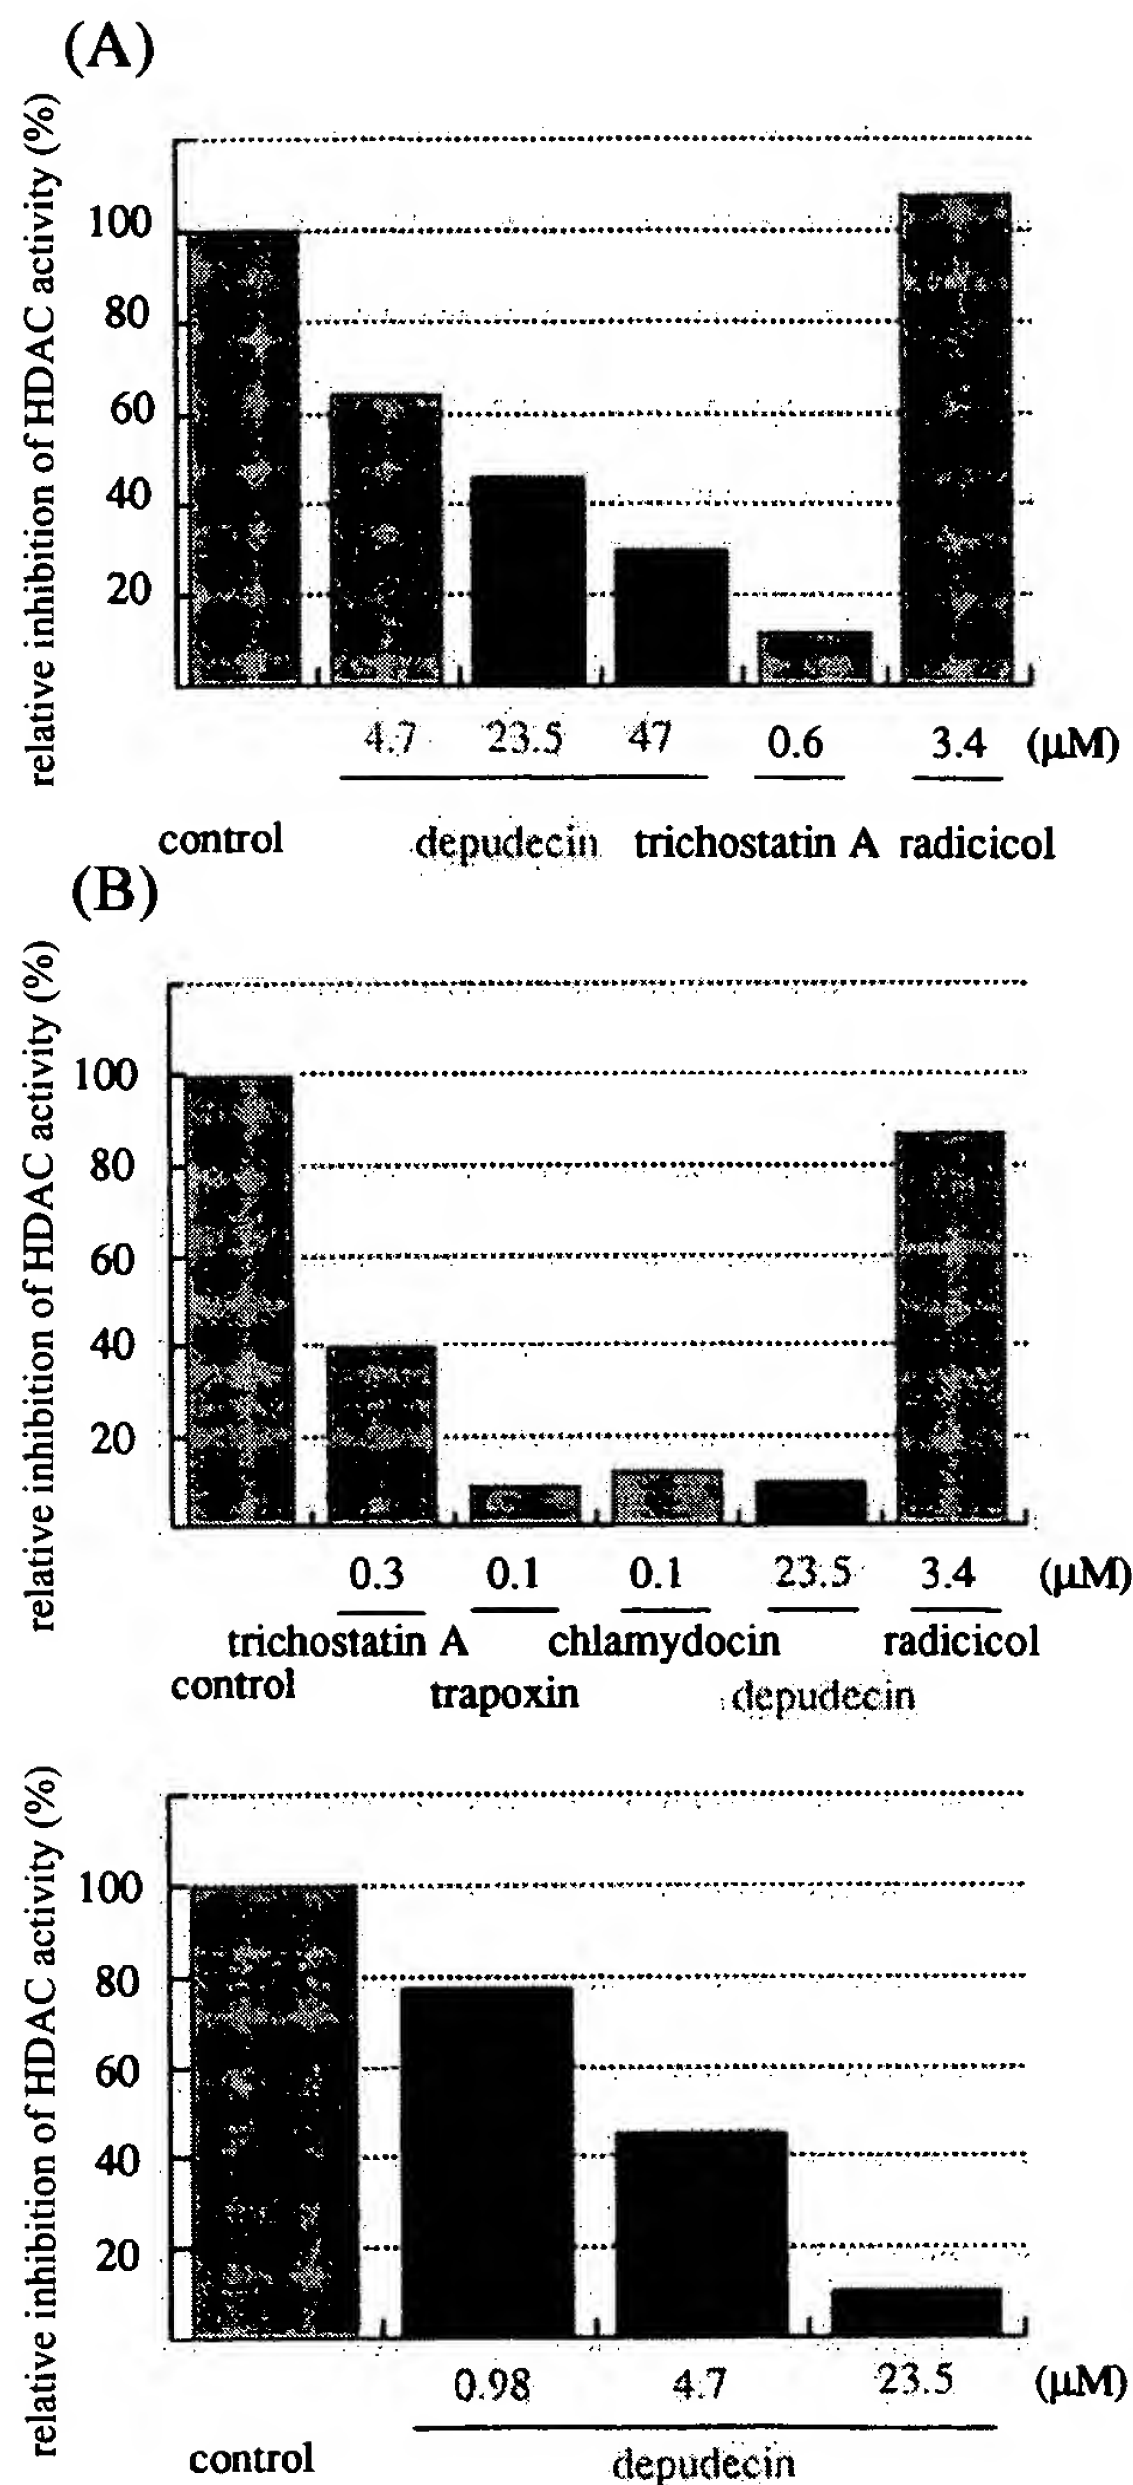 (A)
relative inhibition of HDAC activity (%)
100
80
60
40
20
4.7 23.5 47 0.6 3.4 (μM)
control depudecin trichostatin A radicicol
(B)
relative inhibition of HDAC activity (%)
100
80
60
40
20
0.3 0.1 0.1 23.5 3.4 (μM)
trichostatin A chlamydocin radicicol
control trapoxin depudecin
relative inhibition of HDAC activity (%)
100
80
60
40
20
0.98 4.7 23.5 (μM)
control depudecin